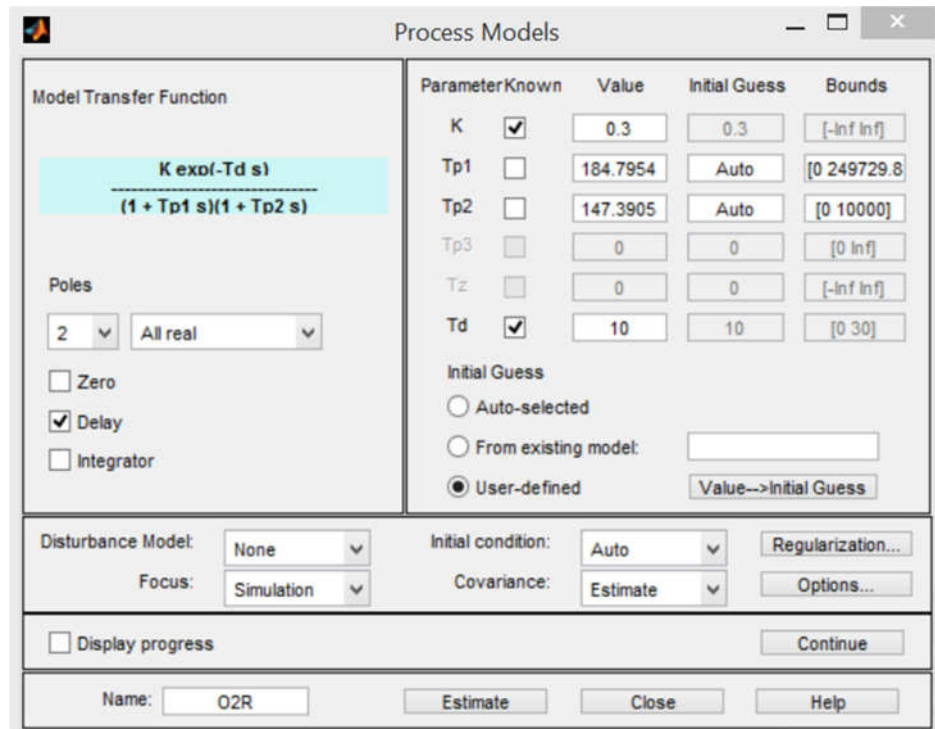 Process Models
Model Transfer Function
K exp(-Td s)
------------------------------
(1 + Tp1 s)(1 + Tp2 s)
Poles
2 All real
Zero
Delay
Integrator
Parameter Known Value Initial Guess Bounds
K 0.3 0.3 [-Inf Inf]
Tp1 184.7954 Auto [0 249729.8
Tp2 147.3905 Auto [0 10000]
Tp3 0 0 [0 Inf]
Tz 0 0 [-Inf Inf]
Td 10 10 [0 30]
Initial Guess
Auto-selected
From existing model:
User-defined Value-->Initial Guess
Disturbance Model: None Initial condition: Auto Regularization...
Focus: Simulation Covariance: Estimate Options...
Display progress Continue
Name: O2R Estimate Close Help